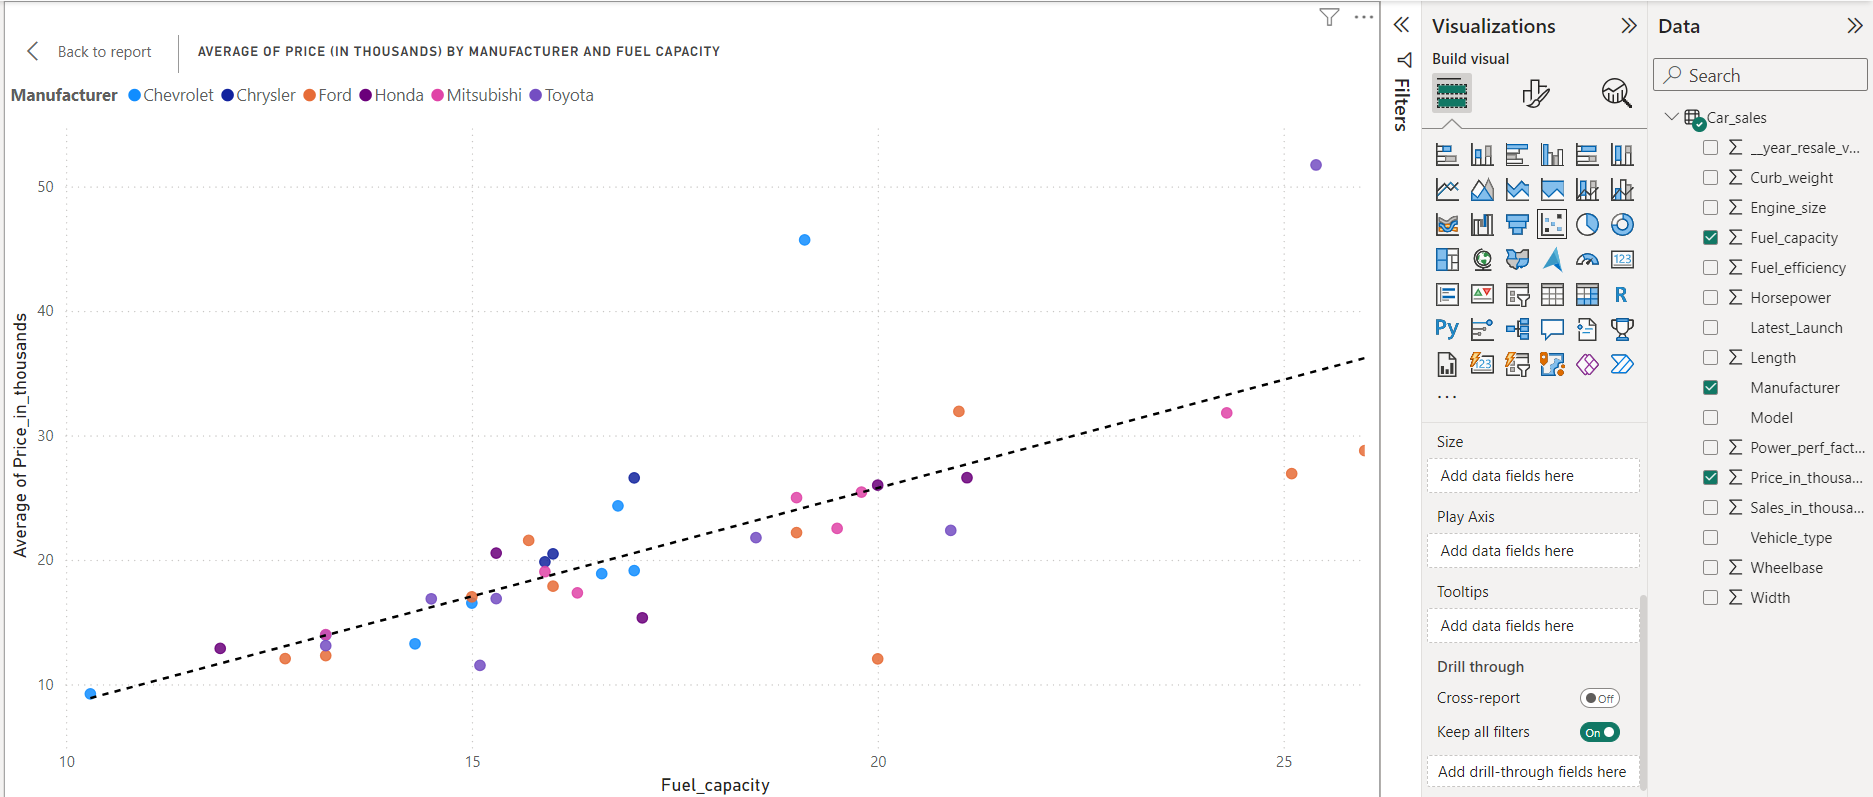 Back to report
AVERAGE OF PRICE (IN THOUSANDS) BY MANUFACTURER AND FUEL CAPACITY
Manufacturer Chevrolet Chrysler Ford Honda Mitsubishi Toyota
Average of Price_in_thousands
50
40
30
20
10
10 15 20 25
Fuel_capacity
Filters
Visualizations
Build visual
123
R
Py
123
...
Size
Add data fields here
Play Axis
Add data fields here
Tooltips
Add data fields here
Drill through
Cross-report Off
Keep all filters On
Add drill-through fields here
Data
Search
Car_sales
__year_resale_v...
Curb_weight
Engine_size
Fuel_capacity
Fuel_efficiency
Horsepower
Latest_Launch
Length
Manufacturer
Model
Power_perf_fact...
Price_in_thousa...
Sales_in_thousa...
Vehicle_type
Wheelbase
Width